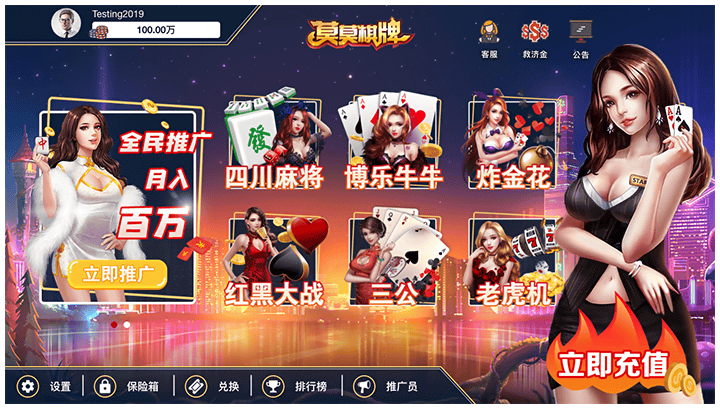 Testing2019
100.00万
莫莫棋牌
客服
救济金
公告
全民推广
月入
百万
立即推广
中
發
四川麻将
博乐牛牛
炸金花
A
A
STAR
红黑大战
三公
老虎机
立即充值
设置
保险箱
兑换
排行榜
推广员